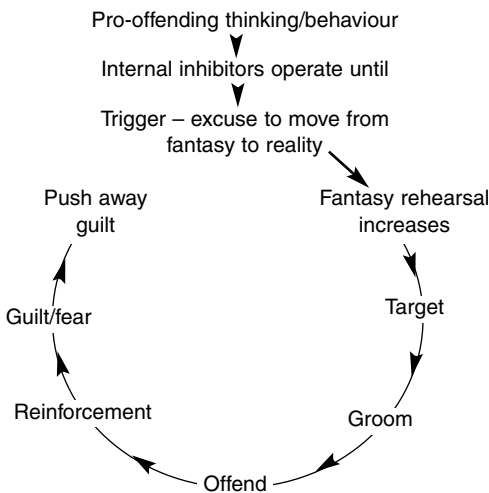 Pro-offending thinking/behaviour
Internal inhibitors operate until
Trigger – excuse to move from
fantasy to reality
Fantasy rehearsal
increases
Target
Groom
Offend
Reinforcement
Guilt/fear
Push away
guilt